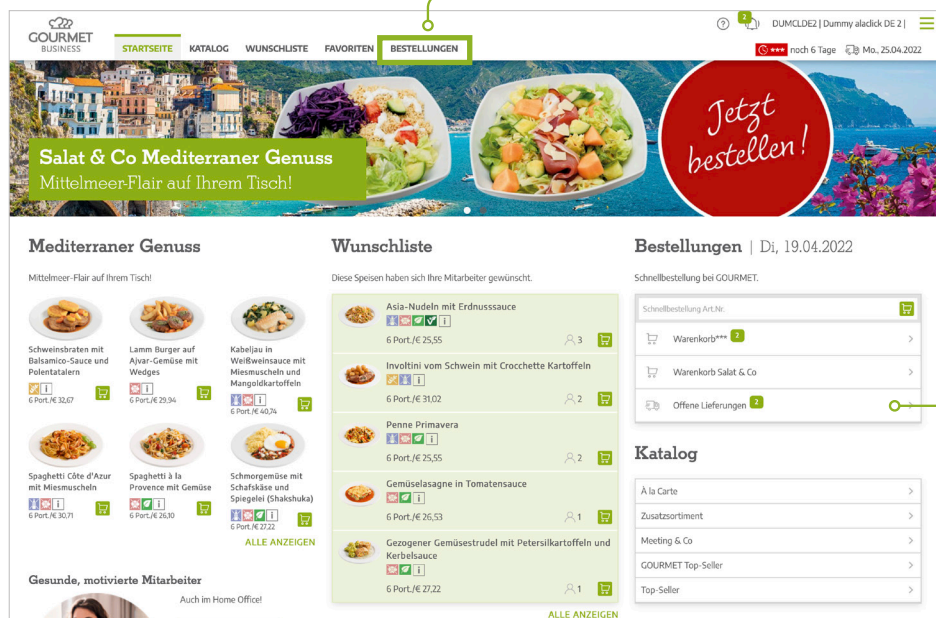 GOURMET
BUSINESS
STARTSEITE KATALOG WUNSCHLISTE FAVORITEN BESTELLUNGEN
? 2 DUMCLDE2 | Dummy alaclick DE 2 |
*** noch 6 Tage Mo., 25.04.2022
Salat & Co Mediterraner Genuss
Mittelmeer-Flair auf Ihrem Tisch!
Jetzt
bestellen!
Mediterraner Genuss
Mittelmeer-Flair auf Ihrem Tisch!
Schweinsbraten mit
Balsamico-Sauce und
Polentatalern
i
6 Port./€ 32,67
Lamm Burger auf
Ajvar-Gemüse mit
Wedges
i
6 Port./€ 29,94
Kabeljau in
Weißweinsauce mit
Miesmuscheln und
Mangoldkartoffeln
i
6 Port./€ 40,74
Spaghetti Côte d'Azur
mit Miesmuscheln
i
6 Port./€ 30,71
Spaghetti à la
Provence mit Gemüse
i
6 Port./€ 26,10
Schmorgemüse mit
Schafskäse und
Spiegelei (Shakshuka)
i
6 Port./€ 27,22
ALLE ANZEIGEN
Gesunde, motivierte Mitarbeiter
Auch im Home Office!
Wunschliste
Diese Speisen haben sich Ihre Mitarbeiter gewünscht.
Asia-Nudeln mit Erdnusssauce
i
6 Port./€ 25,55 3
Involtini vom Schwein mit Crocchette Kartoffeln
i
6 Port./€ 31,02 2
Penne Primavera
i
6 Port./€ 25,55 2
Gemüselasagne in Tomatensauce
i
6 Port./€ 26,53 1
Gezogener Gemüsestrudel mit Petersilkartoffeln und
Kerbelsauce
i
6 Port./€ 27,22 1
ALLE ANZEIGEN
Bestellungen | Di, 19.04.2022
Schnellbestellung bei GOURMET.
Schnellbestellung Art.Nr.
Warenkorb*** 2
Warenkorb Salat & Co
Offene Lieferungen 2
Katalog
À la Carte
Zusatzsortiment
Meeting & Co
GOURMET Top-Seller
Top-Seller